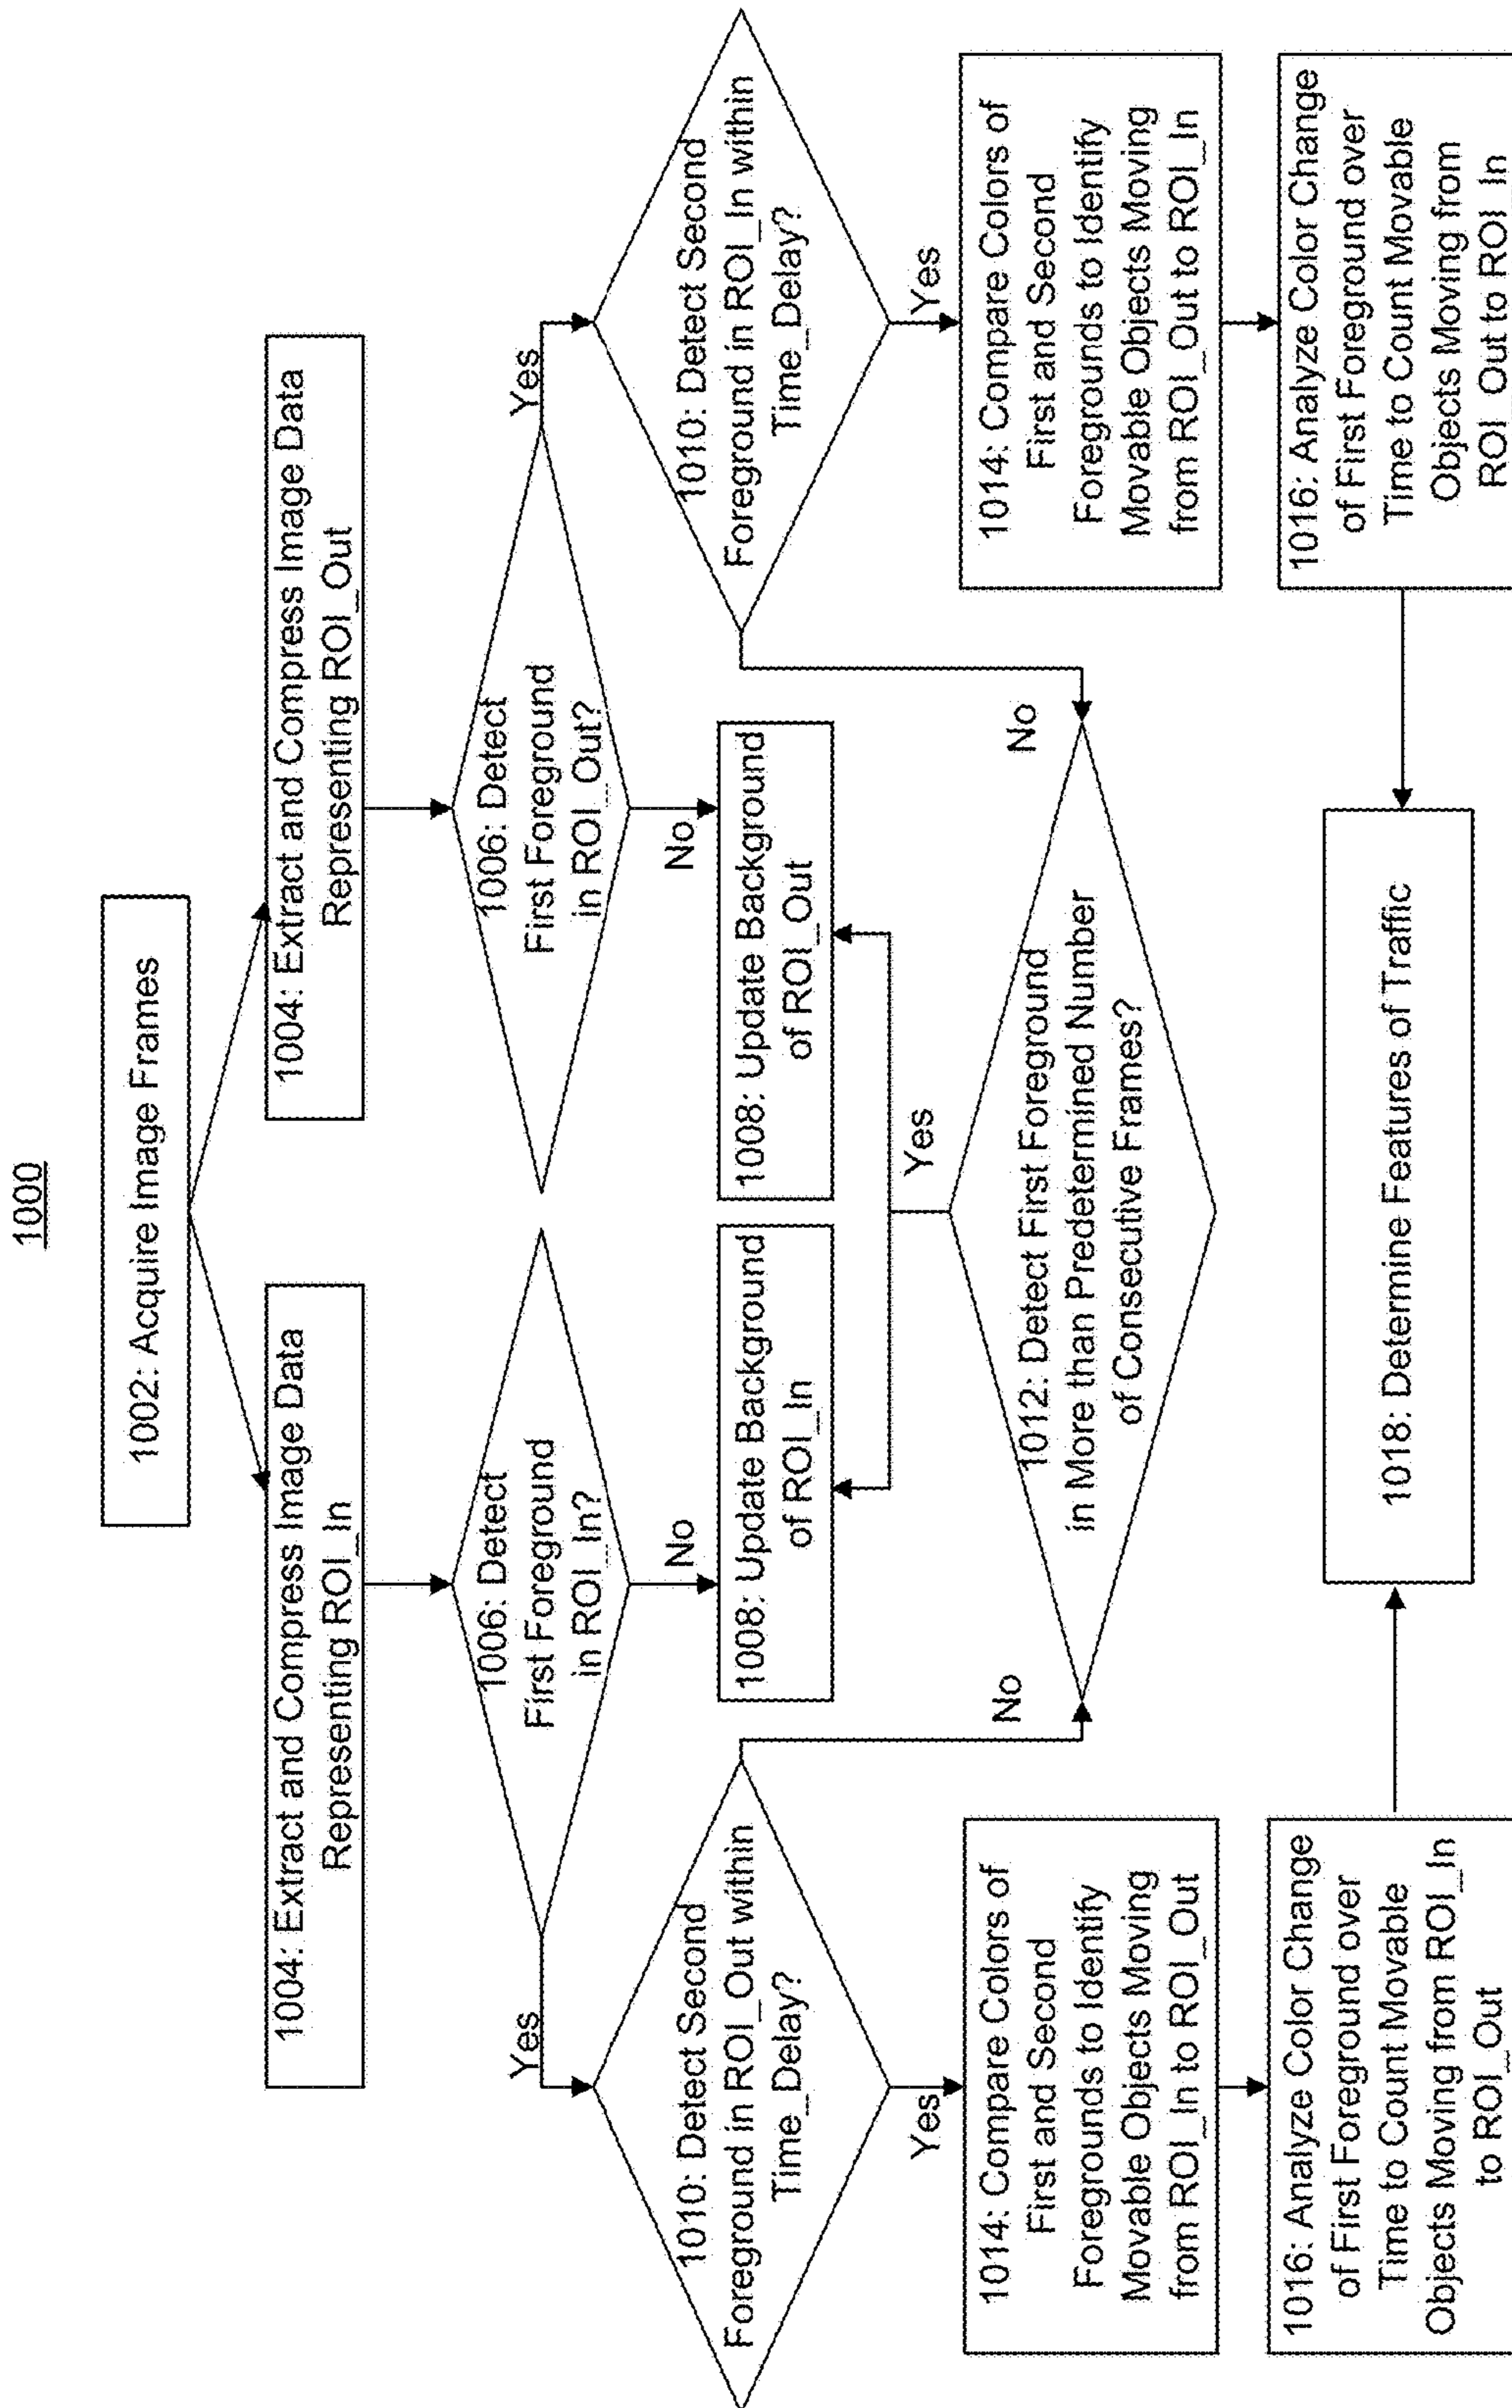 1000
1002: Acquire Image Frames
1004: Extract and Compress Image Data
Representing ROI_In
1004: Extract and Compress Image Data
Representing ROI_Out
1006: Detect
First Foreground
in ROI_In?
1006: Detect
First Foreground
in ROI_Out?
Yes
No
No
Yes
1010: Detect Second
Foreground in ROI_Out within
Time_Delay?
1008: Update Background
of ROI_In
1008: Update Background
of ROI_Out
1010: Detect Second
Foreground in ROI_In within
Time_Delay?
Yes
No
Yes
No
Yes
1014: Compare Colors of
First and Second
Foregrounds to Identify
Movable Objects Moving
from ROI_In to ROI_Out
1012: Detect First Foreground
in More than Predetermined Number
of Consecutive Frames?
1014: Compare Colors of
First and Second
Foregrounds to Identify
Movable Objects Moving
from ROI_Out to ROI_In
1016: Analyze Color Change
of First Foreground over
Time to Count Movable
Objects Moving from ROI_In
to ROI_Out
1018: Determine Features of Traffic
1016: Analyze Color Change
of First Foreground over
Time to Count Movable
Objects Moving from
ROI_Out to ROI_In